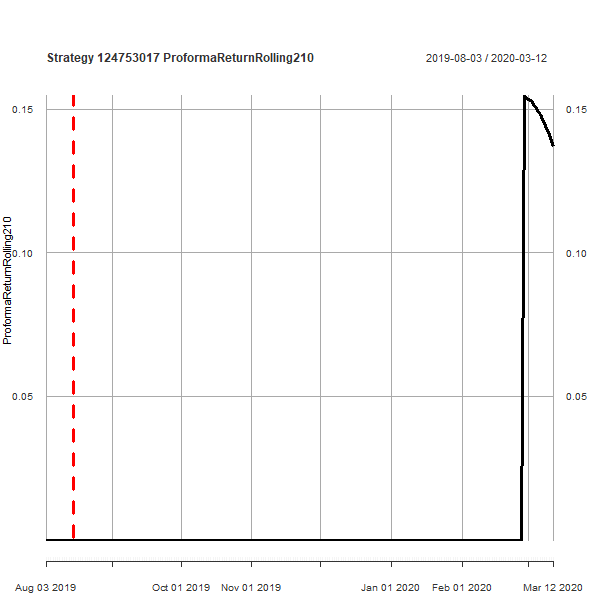 Strategy 124753017 ProformaReturnRolling210
2019-08-03 / 2020-03-12
ProformaReturnRolling210
0.15
0.15
0.10
0.10
0.05
0.05
Aug 03 2019
Oct 01 2019
Nov 01 2019
Jan 01 2020
Feb 01 2020
Mar 12 2020